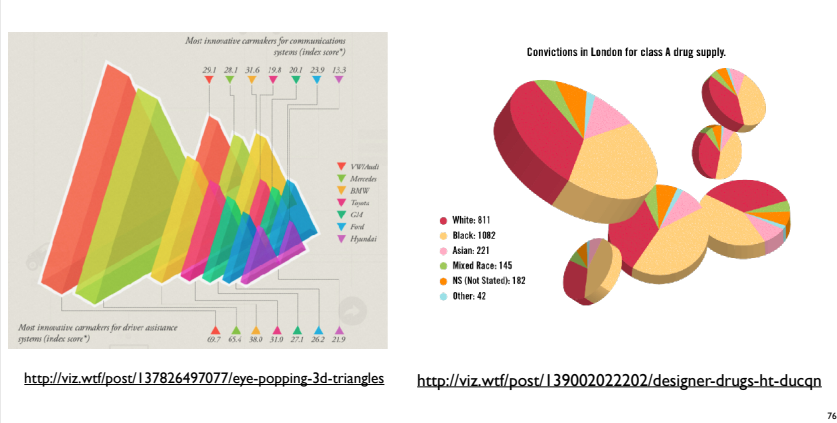 Most innovative carmakers for communications
systems (index score*)
29.1 28.1 31.6 19.8 20.1 23.9 15.3
VW/Audi
Mercedes
BMW
Toyota
GM
Ford
Hyundai
Most innovative carmakers for driver assistance
systems (index score*)
69.7 65.4 38.0 31.0 27.1 26.2 21.9
http://viz.wtf/post/137826497077/eye-popping-3d-triangles
Convictions in London for class A drug supply.
White: 811
Black: 1082
Asian: 221
Mixed Race: 145
NS (Not Stated): 182
Other: 42
http://viz.wtf/post/139002022202/designer-drugs-ht-ducqn
76